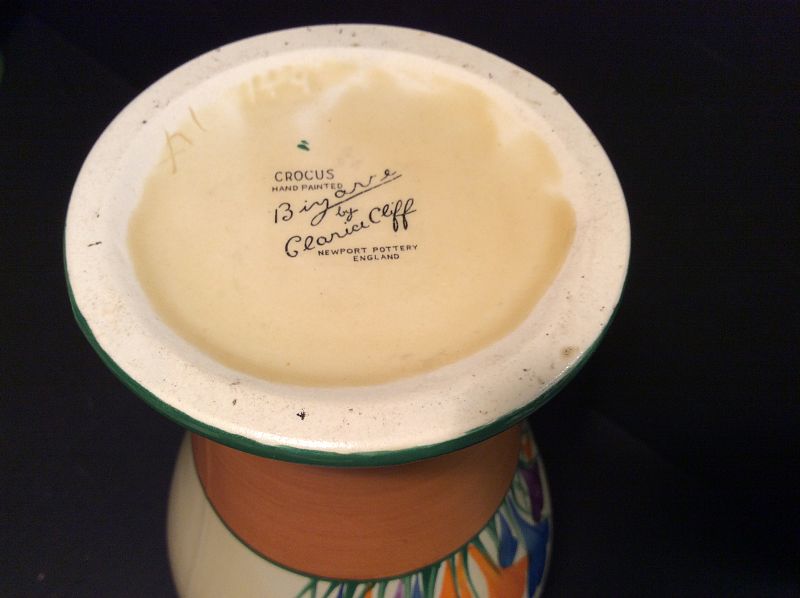 CROCUS
HAND PAINTED
Bizarre
by
Clarice Cliff
NEWPORT POTTERY
ENGLAND